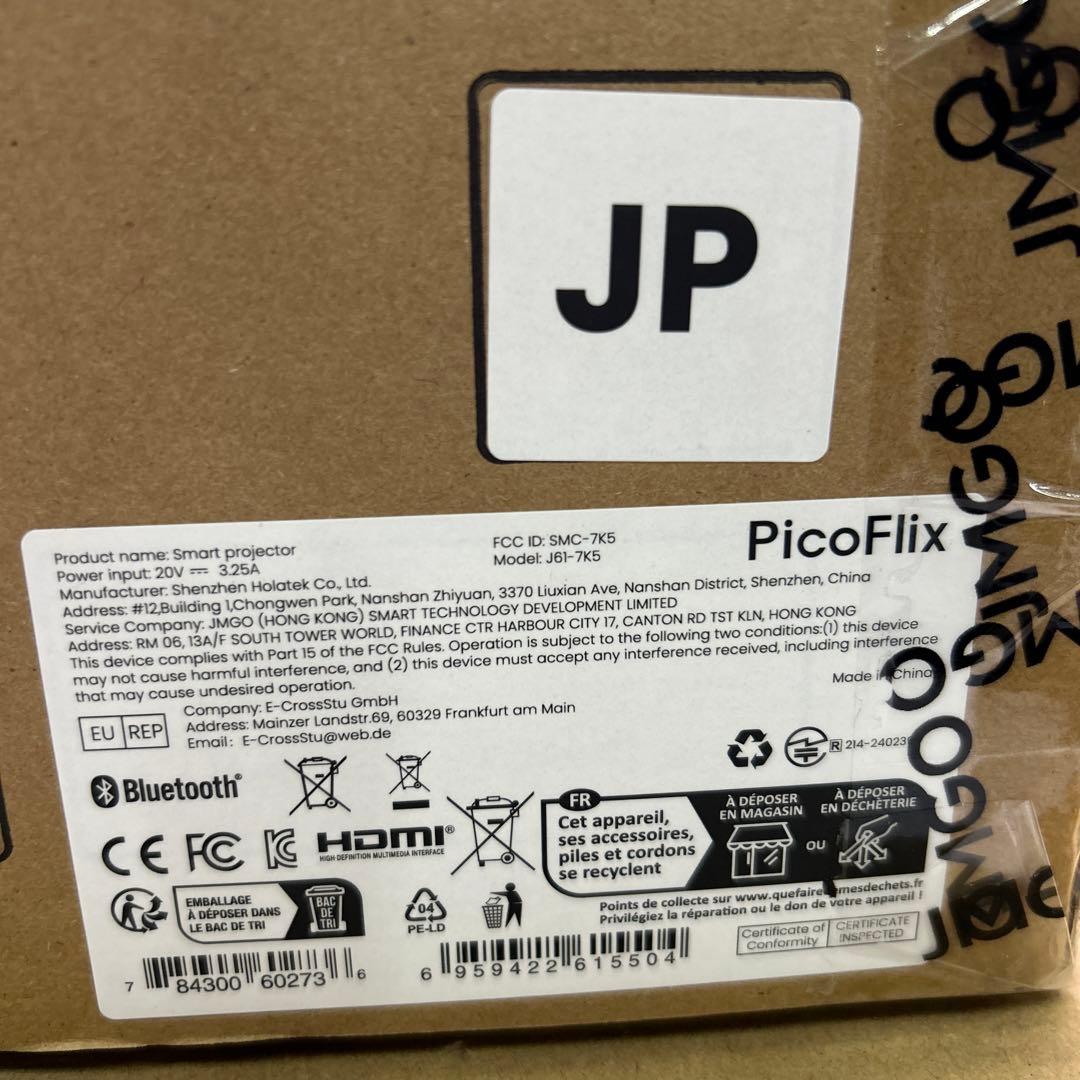 JP
PicoFlix
Product name: Smart projector
FCC ID: SMC-7K5
Power input: 20V ⎓ 3.25A
Model: J61-7K5
Manufacturer: Shenzhen Holatek Co., Ltd.
Address: #12,Building 1,Chongwen Park, Nanshan Zhiyuan, 3370 Liuxian Ave, Nanshan District, Shenzhen, China
Service Company: JMGO (HONG KONG) SMART TECHNOLOGY DEVELOPMENT LIMITED
Address: RM 06, 13A/F SOUTH TOWER WORLD, FINANCE CTR HARBOUR CITY 17, CANTON RD TST KLN, HONG KONG
This device complies with Part 15 of the FCC Rules. Operation is subject to the following two conditions:(1) this device
may not cause harmful interference, and (2) this device must accept any interference received, including interference
that may cause undesired operation.
Made in China
EU REP
Company: E-CrossStu GmbH
Address: Mainzer Landstr.69, 60329 Frankfurt am Main
Email: E-CrossStu@web.de
R 214-24023
Bluetooth®
CE FC KC HDMI®
HIGH-DEFINITION MULTIMEDIA INTERFACE
FR
Cet appareil,
ses accessoires,
piles et cordons
se recyclent
À DÉPOSER
EN MAGASIN
OU
À DÉPOSER
EN DÉCHÈTERIE
Points de collecte sur www.quefairedemesdechets.fr
Privilégiez la réparation ou le don de votre appareil !
EMBALLAGE
À DÉPOSER DANS
LE BAC DE TRI
BAC
DE
TRI
04
PE-LD
Certificate of
Conformity
CERTIFICATE
INSPECTED
7 84300 60273 6
6 959422 615504
JMGO
JMGO
JMGO